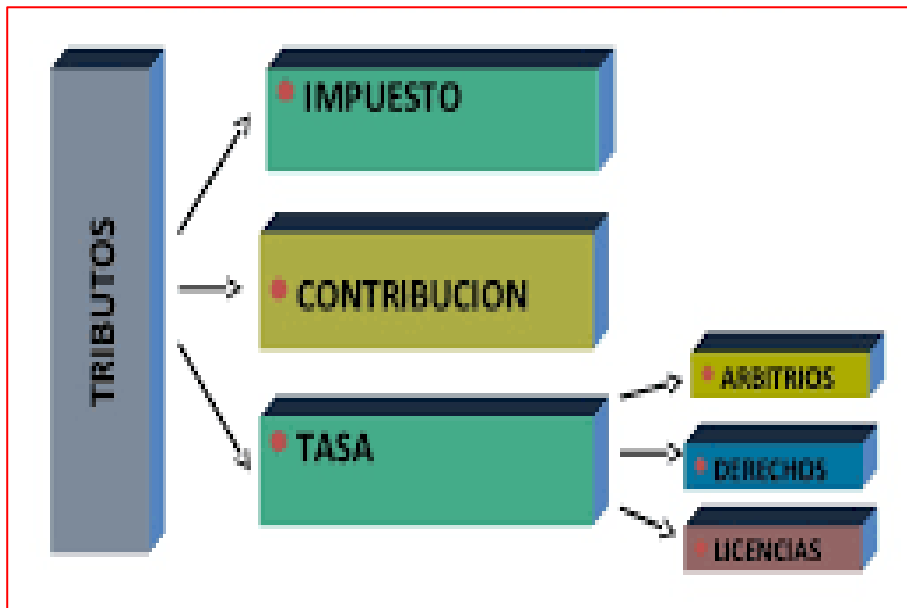 TRIBUTOS
IMPUESTO
CONTRIBUCION
TASA
ARBITRIOS
DERECHOS
LICENCIAS